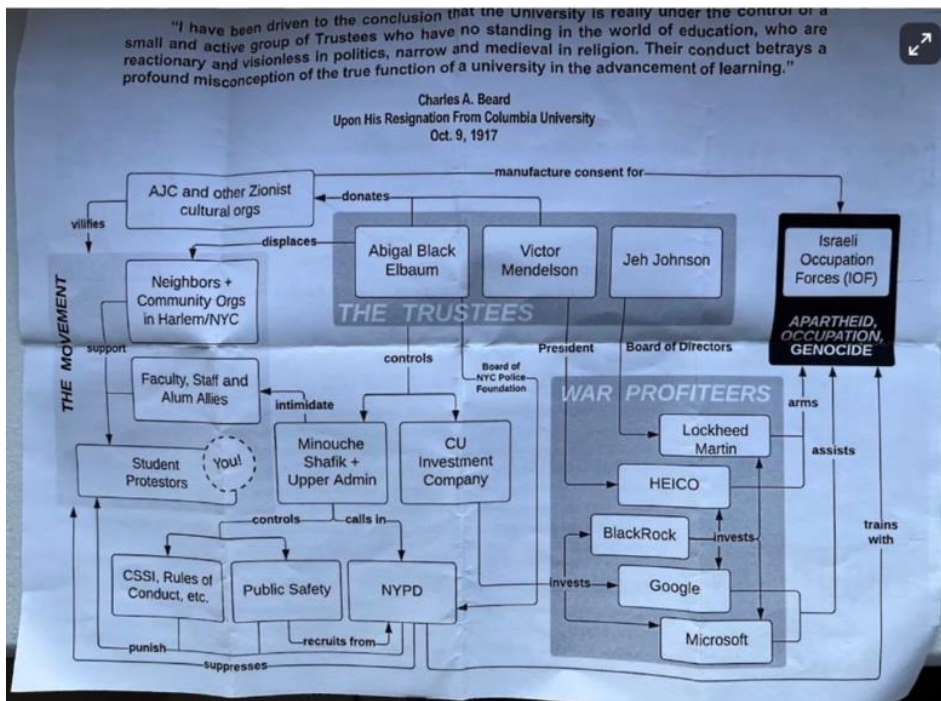 "I have been driven to the conclusion that the University is really under the control of a
small and active group of Trustees who have no standing in the world of education, who are
reactionary and visionless in politics, narrow and medieval in religion. Their conduct betrays a
profound misconception of the true function of a university in the advancement of learning."
Charles A. Beard
Upon His Resignation From Columbia University
Oct. 9, 1917
manufacture consent for
AJC and other Zionist
cultural orgs
donates
vilifies
displaces
Abigal Black
Elbaum
Victor
Mendelson
Jeh Johnson
THE TRUSTEES
Israeli
Occupation
Forces (IOF)
APARTHEID,
OCCUPATION,
GENOCIDE
THE MOVEMENT
Neighbors +
Community Orgs
in Harlem/NYC
support
Faculty, Staff and
Alum Allies
Student
Protestors
You!
controls
Board of
NYC Police
Foundation
President
Board of Directors
intimidate
Minouche
Shafik +
Upper Admin
CU
Investment
Company
WAR PROFITEERS
Lockheed
Martin
HEICO
BlackRock
invests
Google
Microsoft
invests
arms
assists
trains
with
controls
calls in
CSSI, Rules of
Conduct, etc.
Public Safety
NYPD
punish
recruits from
suppresses